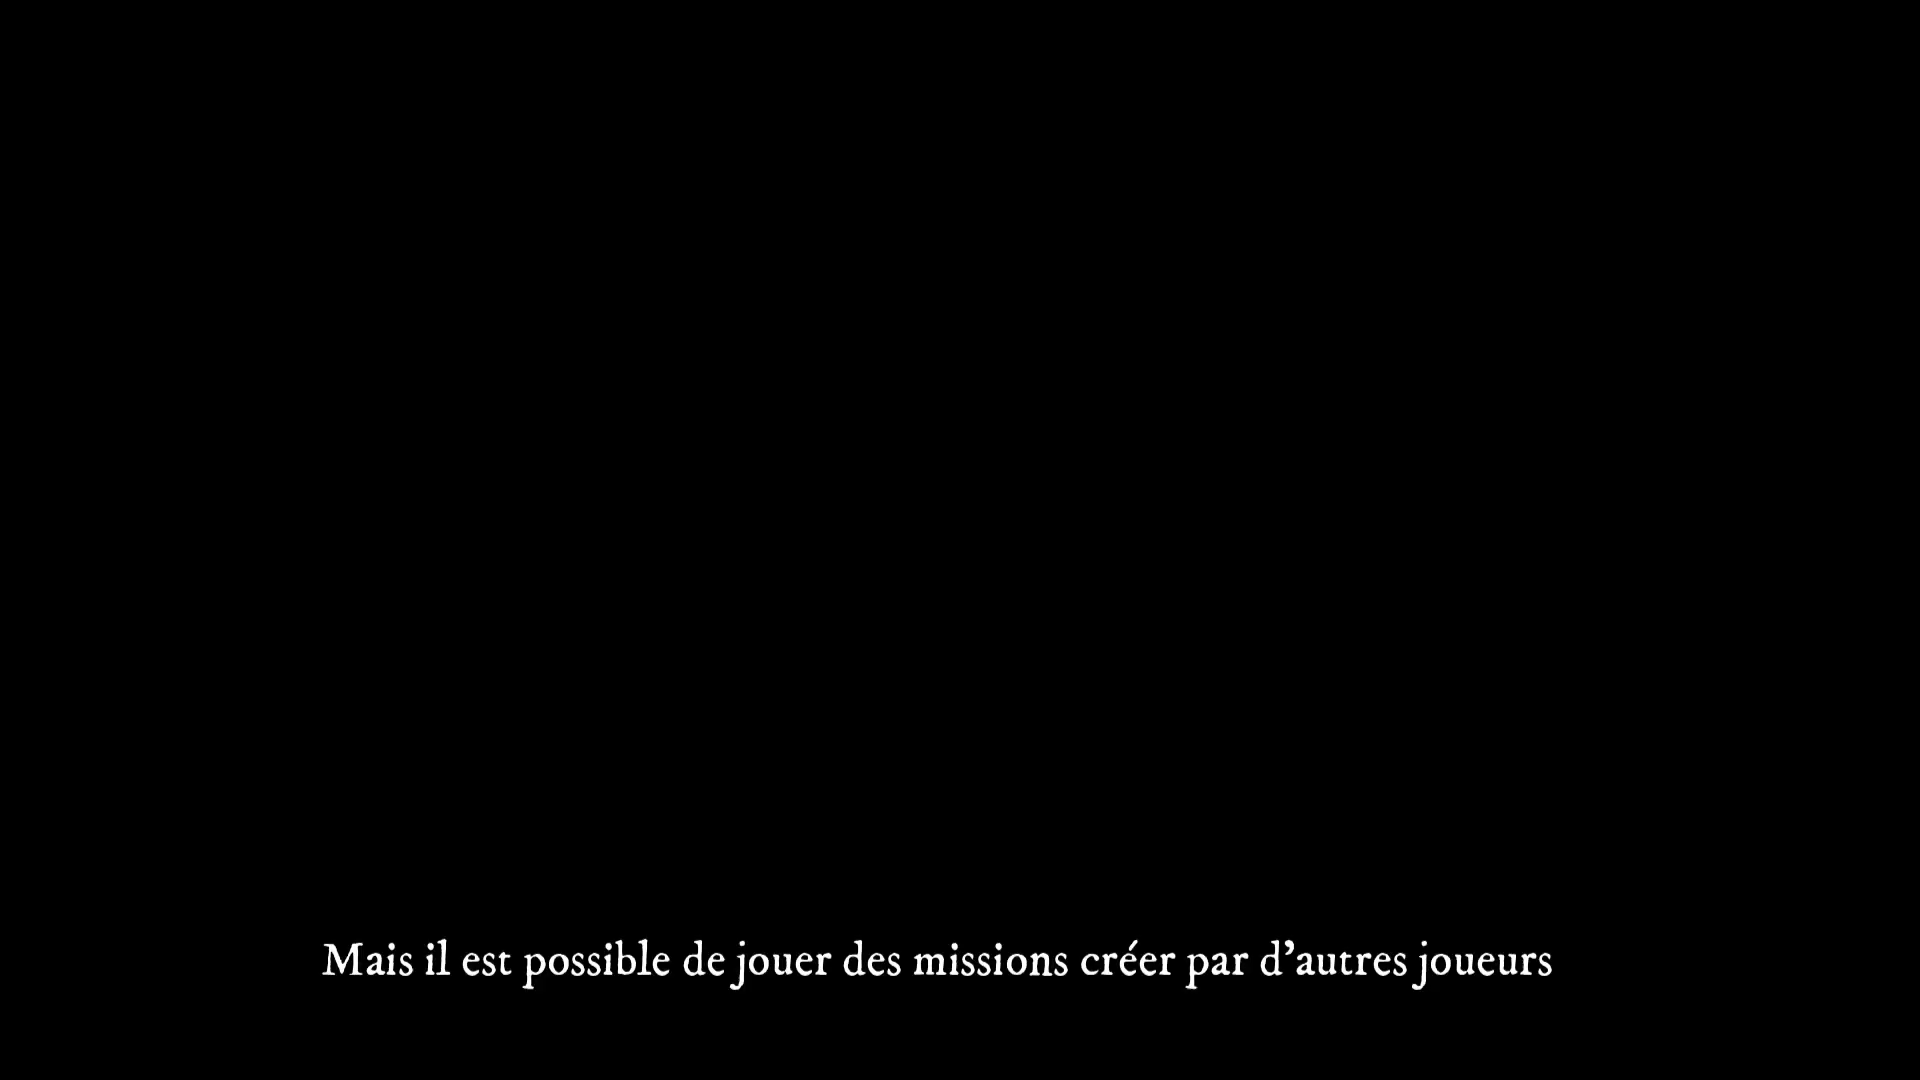 Mais il est possible de jouer des missions créer par d’autres joueurs